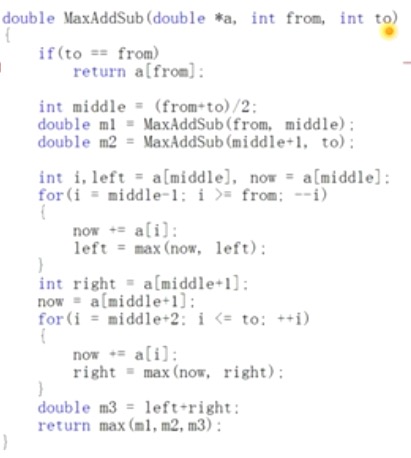 double MaxAddSub(double *a, int from, int to)
{
if(to == from)
return a[from];
int middle = (from+to)/2;
double m1 = MaxAddSub(from, middle);
double m2 = MaxAddSub(middle+1, to);
int i,left = a[middle], now = a[middle];
for(i = middle-1; i >= from; --i)
{
now += a[i];
left = max(now, left);
}
int right = a[middle+1];
now = a[middle+1];
for(i = middle+2; i <= to; ++i)
{
now += a[i];
right = max(now, right);
}
double m3 = left+right;
return max(m1,m2,m3);
}